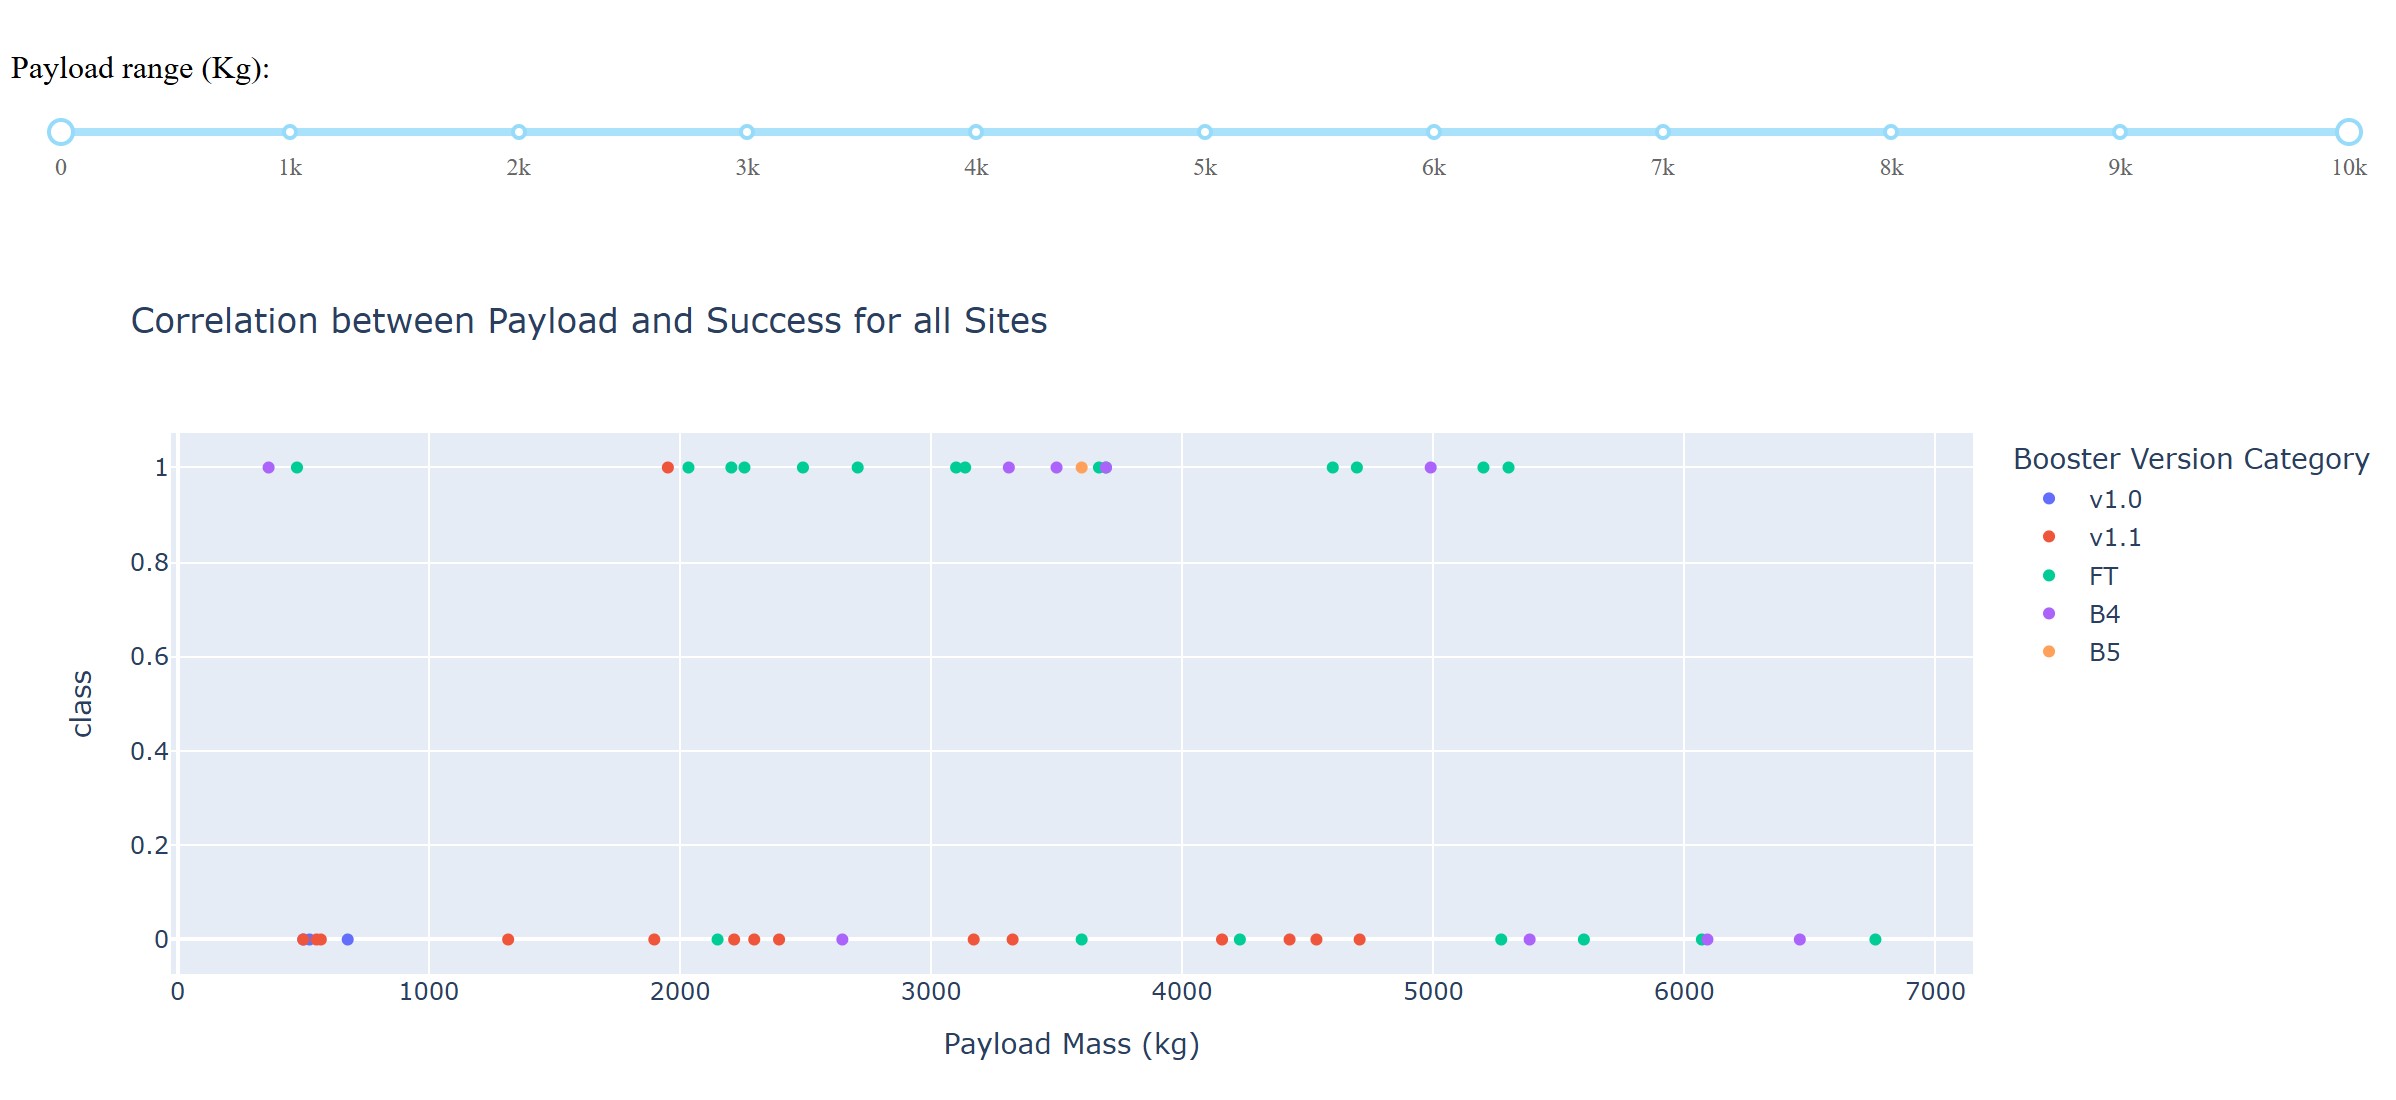 Payload range (Kg):
0 1k 2k 3k 4k 5k 6k 7k 8k 9k 10k
Correlation between Payload and Success for all Sites
Booster Version Category
v1.0
v1.1
FT
B4
B5
class
1
0.8
0.6
0.4
0.2
0
0 1000 2000 3000 4000 5000 6000 7000
Payload Mass (kg)